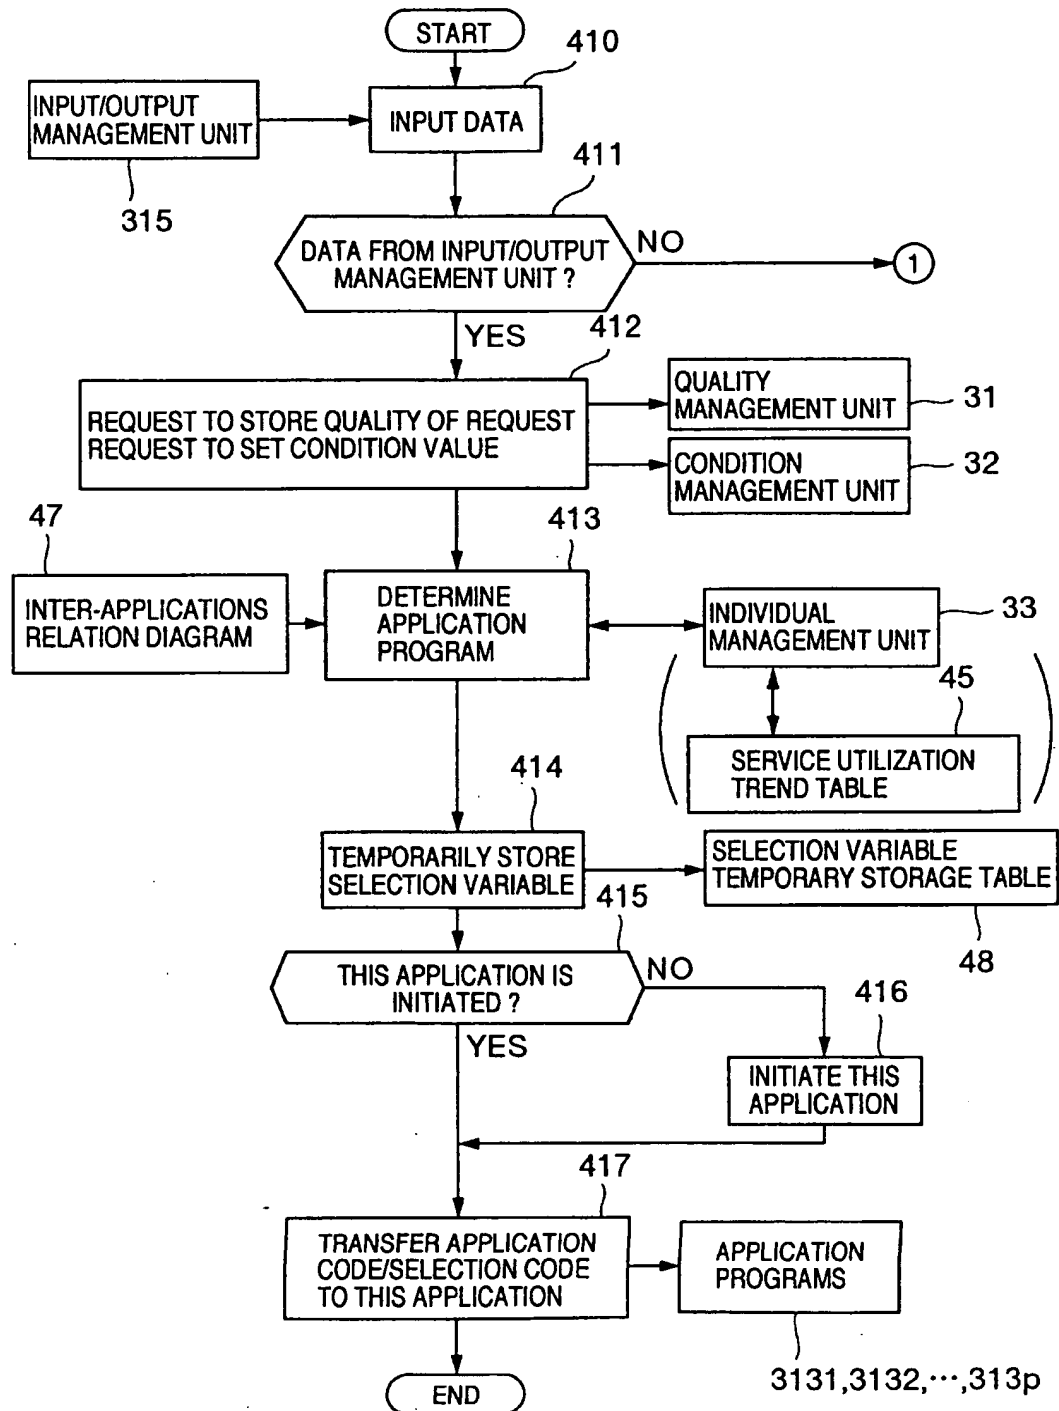 START
410
INPUT/OUTPUT
MANAGEMENT UNIT
INPUT DATA
315
411
DATA FROM INPUT/OUTPUT
MANAGEMENT UNIT ?
NO
1
YES
412
REQUEST TO STORE QUALITY OF REQUEST
REQUEST TO SET CONDITION VALUE
QUALITY
MANAGEMENT UNIT
31
CONDITION
MANAGEMENT UNIT
32
47
413
INTER-APPLICATIONS
RELATION DIAGRAM
DETERMINE
APPLICATION
PROGRAM
INDIVIDUAL
MANAGEMENT UNIT
33
45
SERVICE UTILIZATION
TREND TABLE
414
TEMPORARILY STORE
SELECTION VARIABLE
SELECTION VARIABLE
TEMPORARY STORAGE TABLE
48
415
THIS APPLICATION IS
INITIATED ?
NO
YES
416
INITIATE THIS
APPLICATION
417
TRANSFER APPLICATION
CODE/SELECTION CODE
TO THIS APPLICATION
APPLICATION
PROGRAMS
3131,3132,···,313p
END